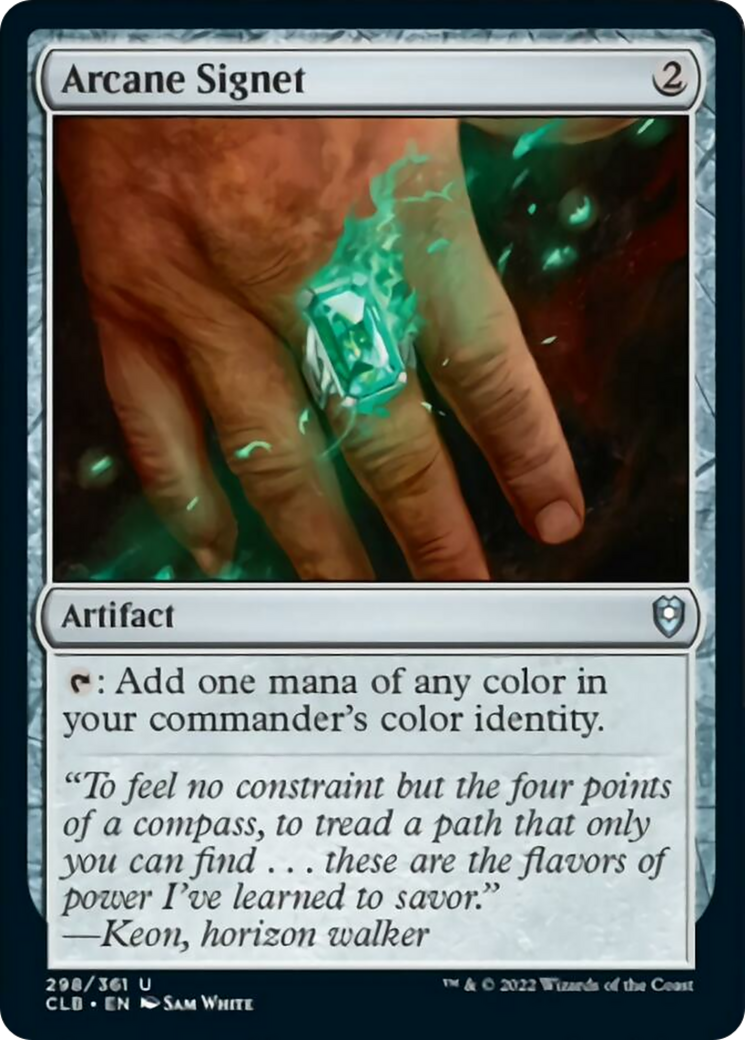 Arcane Signet 2
Artifact
: Add one mana of any color in
your commander's color identity.
“To feel no constraint but the four points
of a compass, to tread a path that only
you can find . . . these are the flavors of
power I've learned to savor.”
—Keon, horizon walker
298/361 U
™ & © 2022 Wizards of the Coast
CLB • EN Sam White